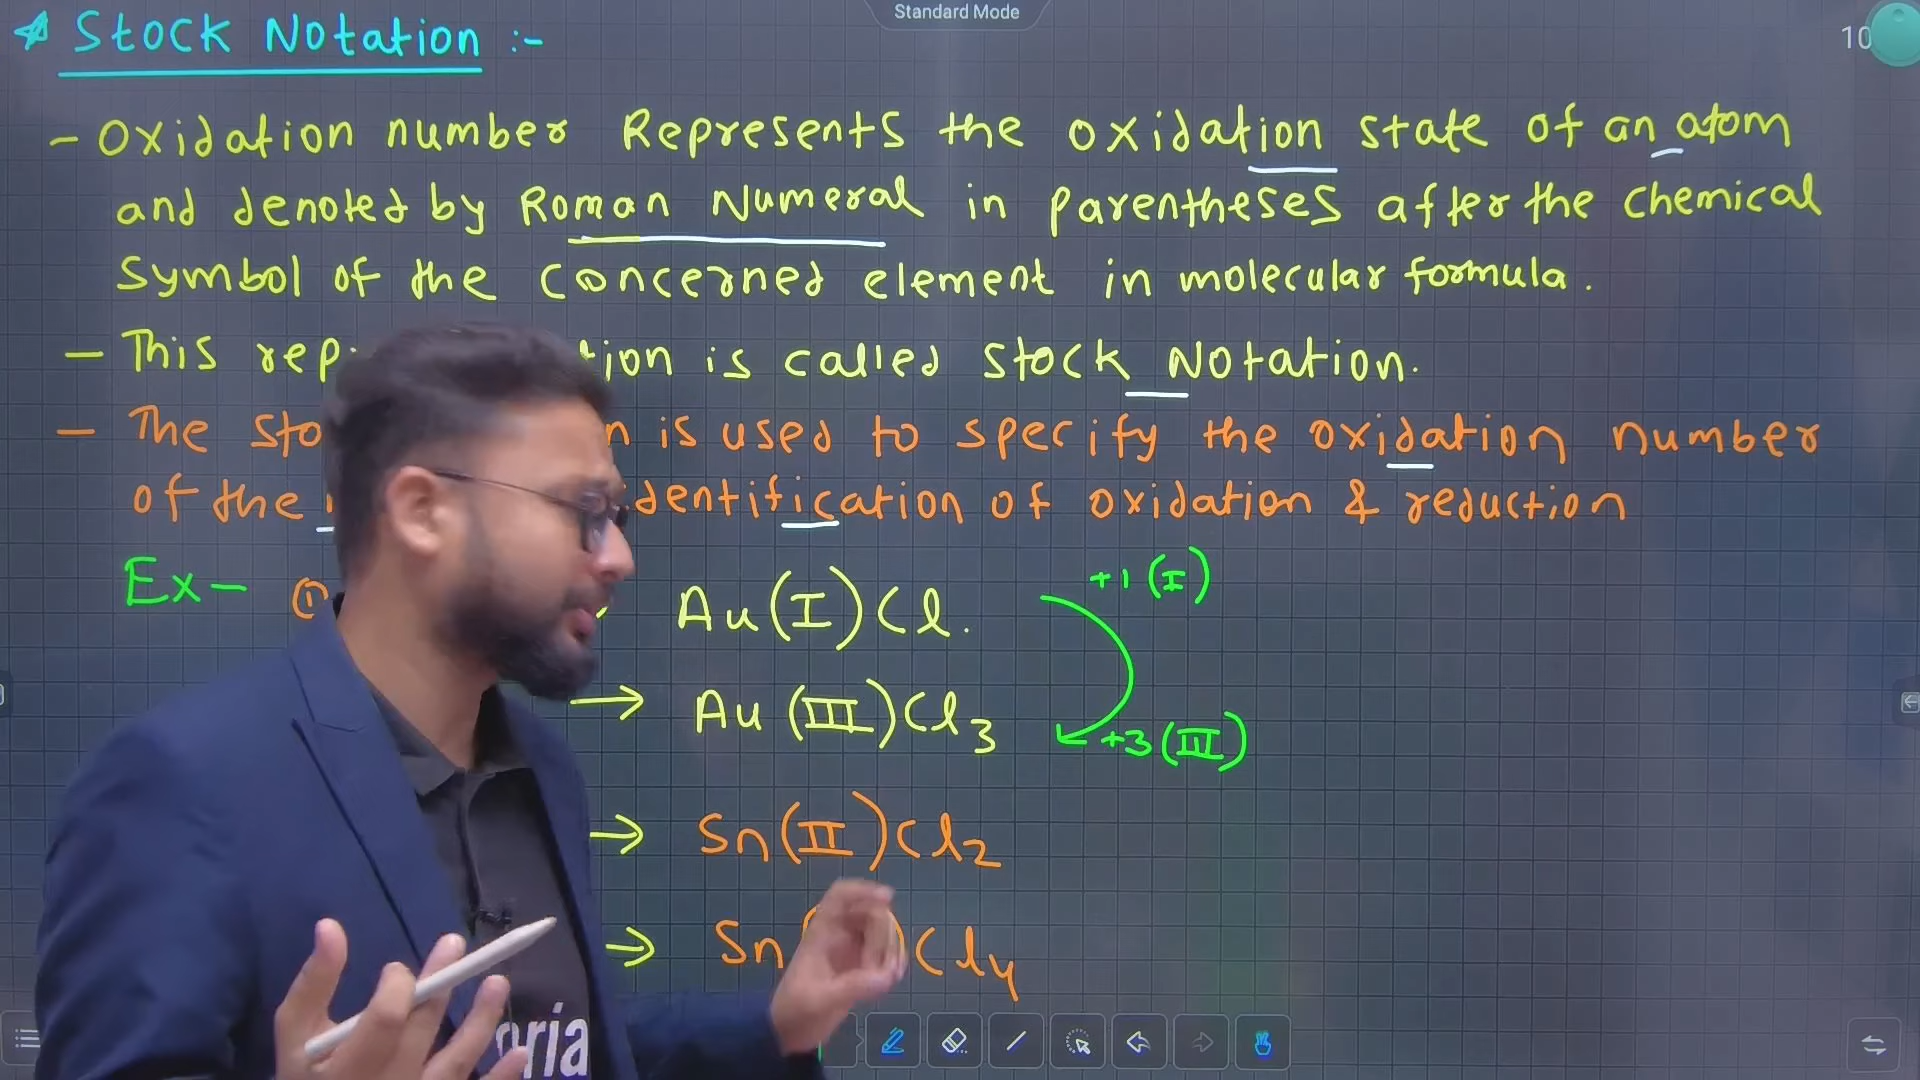 Standard Mode
10
Stock Notation :-
- Oxidation number Represents the oxidation state of an atom
and denoted by Roman Numeral in parentheses after the chemical
Symbol of the concerned element in molecular formula.
- This rep tion is called Stock Notation.
- The sto n is used to specify the oxidation number
of the dentification of oxidation & reduction
Ex- ① Au(I)Cl. +1 (I)
→ Au(III)Cl3 +3(III)
→ Sn(II)Cl2
→ Sn( )Cl4
oria